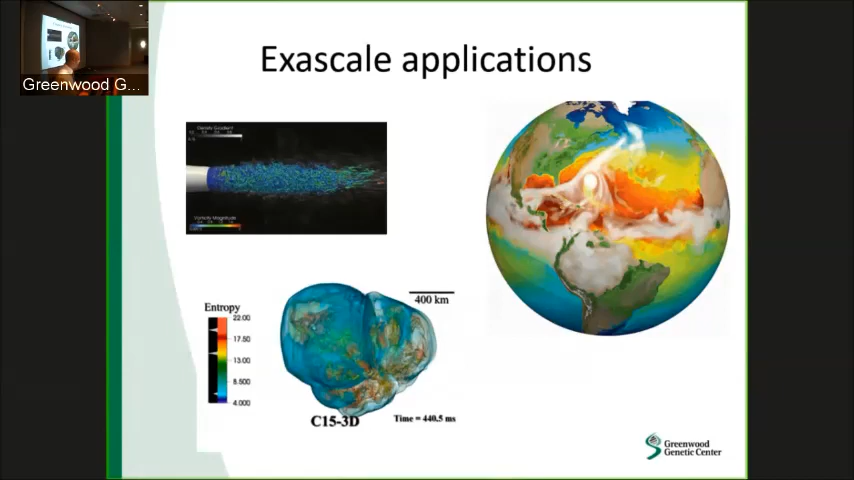 Greenwood G...
Exascale applications
Density Gradient
Vorticity Magnitude
400 km
Entropy
22.00
17.50
13.00
8.500
4.000
C15-3D
Time = 440.5 ms
Greenwood
Genetic Center